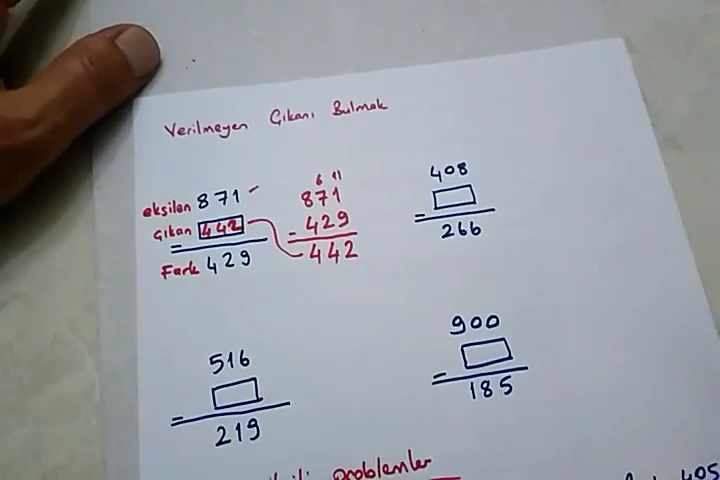 Verilmeyen Çıkanı Bulmak
eksilen 871
Çıkan 442
Fark 429
6 11
871
- 429
442
408
266
516
219
900
185
problemler
405